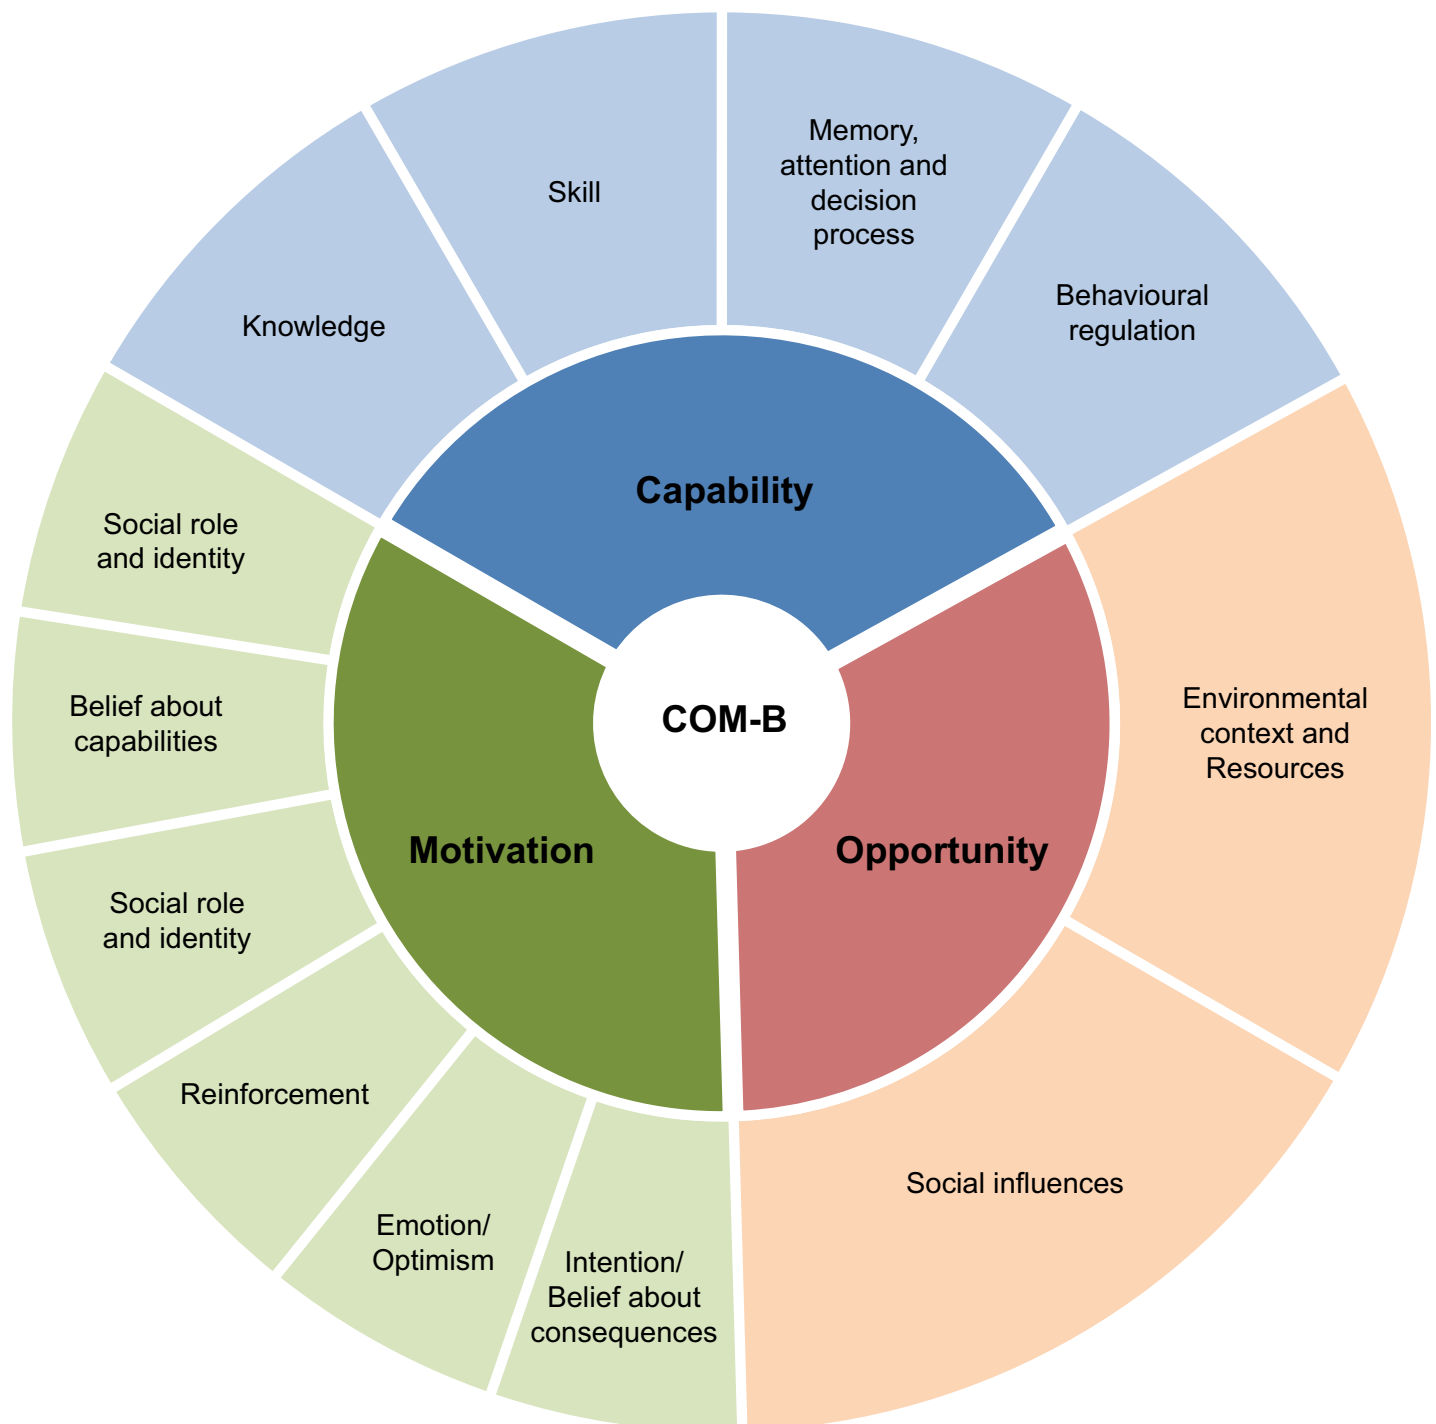 Memory,
attention and
decision
process
Skill
Behavioural
regulation
Knowledge
Capability
Social role
and identity
Belief about
capabilities
COM-B
Environmental
context and
Resources
Motivation
Opportunity
Social role
and identity
Reinforcement
Social influences
Emotion/
Optimism
Intention/
Belief about
consequences